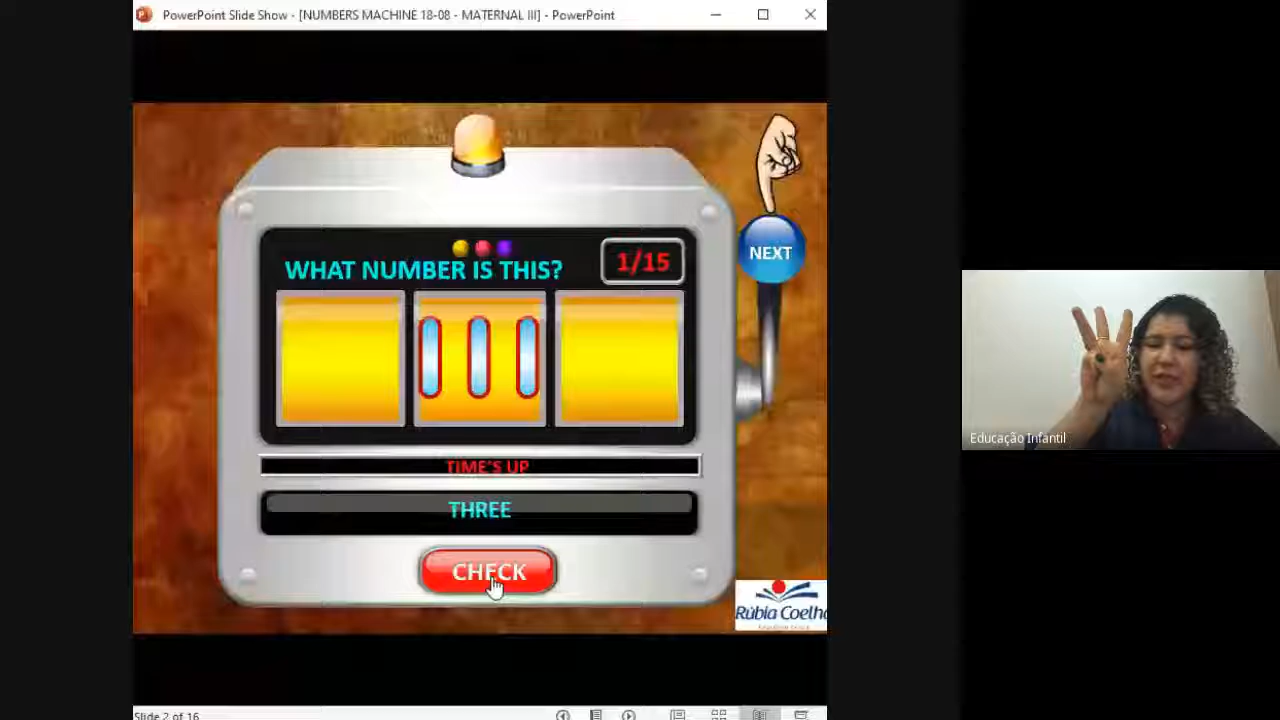 PowerPoint Slide Show - [NUMBERS MACHINE 18-08 - MATERNAL III] - PowerPoint
WHAT NUMBER IS THIS?
1/15
NEXT
TIME'S UP
THREE
CHECK
Rúbia Coelho
Educação Infantil
Slide 2 of 16